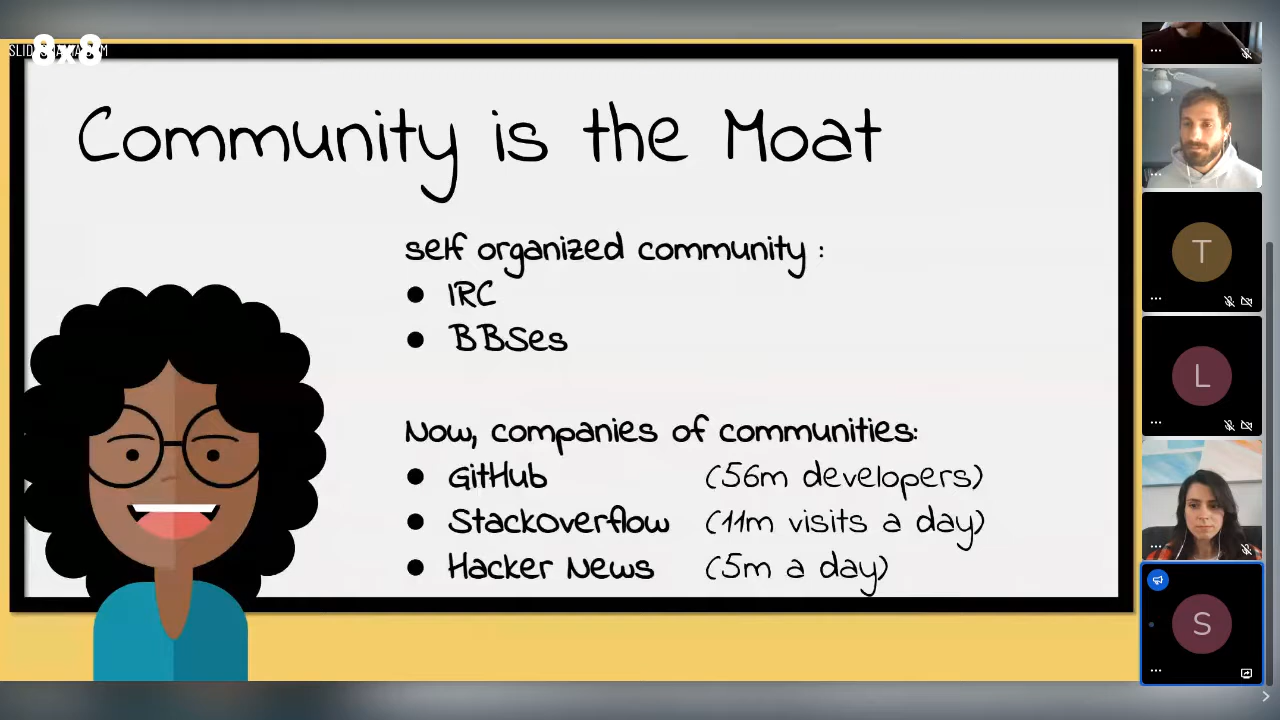 8x8
Community is the Moat
self organized community :
● IRC
● BBSes
Now, companies of communities:
● GitHub (56m developers)
● StackOverflow (11m visits a day)
● Hacker News (5m a day)
T
L
S